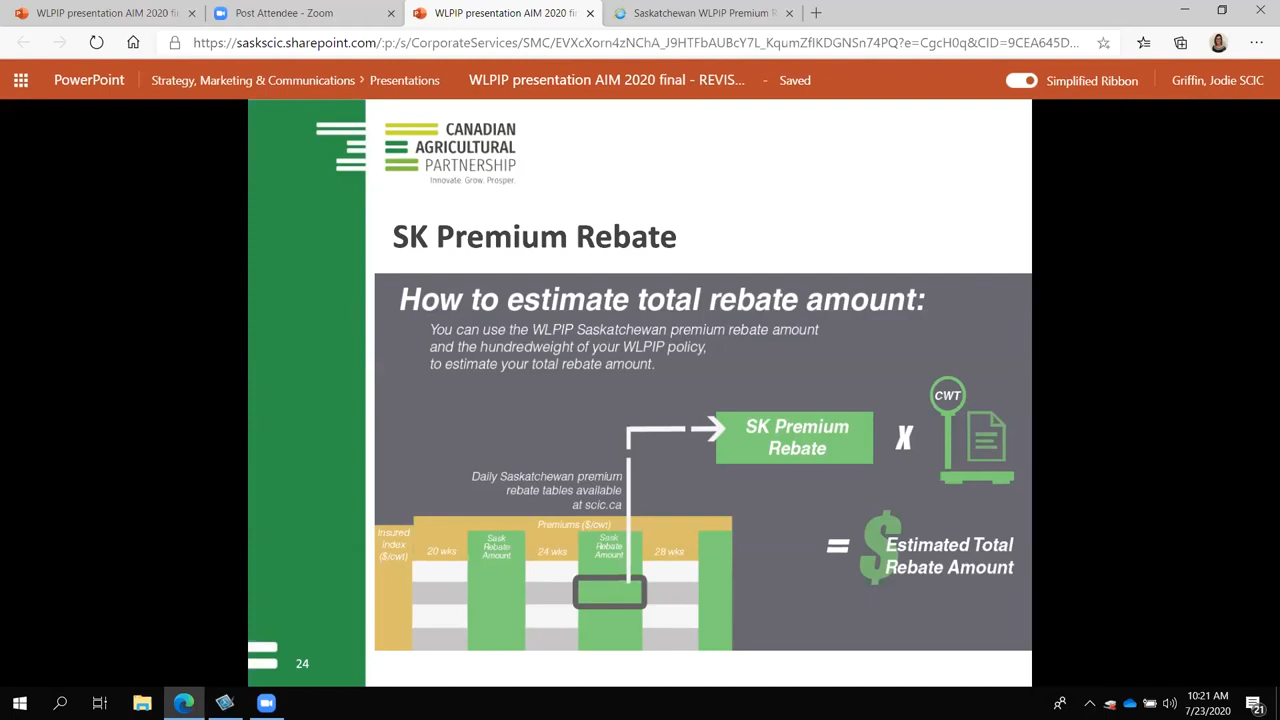 WLPIP presentation AIM 2020 fi
Post Attendee - Zoom
WLPIP presentation AIM 2020 fi
Saskatchewan WLPIP Premium R
https://saskscic.sharepoint.com/:p:/s/CorporateServices/SMC/EVXcXorn4zNChA_J9HTFbAUBcY7L_KqumZflKDGNSn74PQ?e=CgcH0q&CID=9CEA645D...
PowerPoint
Strategy, Marketing & Communications > Presentations
WLPIP presentation AIM 2020 final - REVIS... - Saved
Simplified Ribbon
Griffin, Jodie SCIC
CANADIAN
AGRICULTURAL
PARTNERSHIP
Innovate. Grow. Prosper.
SK Premium Rebate
How to estimate total rebate amount:
You can use the WLPIP Saskatchewan premium rebate amount
and the hundredweight of your WLPIP policy,
to estimate your total rebate amount.
CWT
SK Premium
Rebate
X
Daily Saskatchewan premium
rebate tables available
at scic.ca
Premiums ($/cwt)
Insured
index
($/cwt)
20 wks
Sask
Rebate
Amount
24 wks
Sask
Rebate
Amount
28 wks
= $ Estimated Total
Rebate Amount
24
10:21 AM
7/23/2020
21